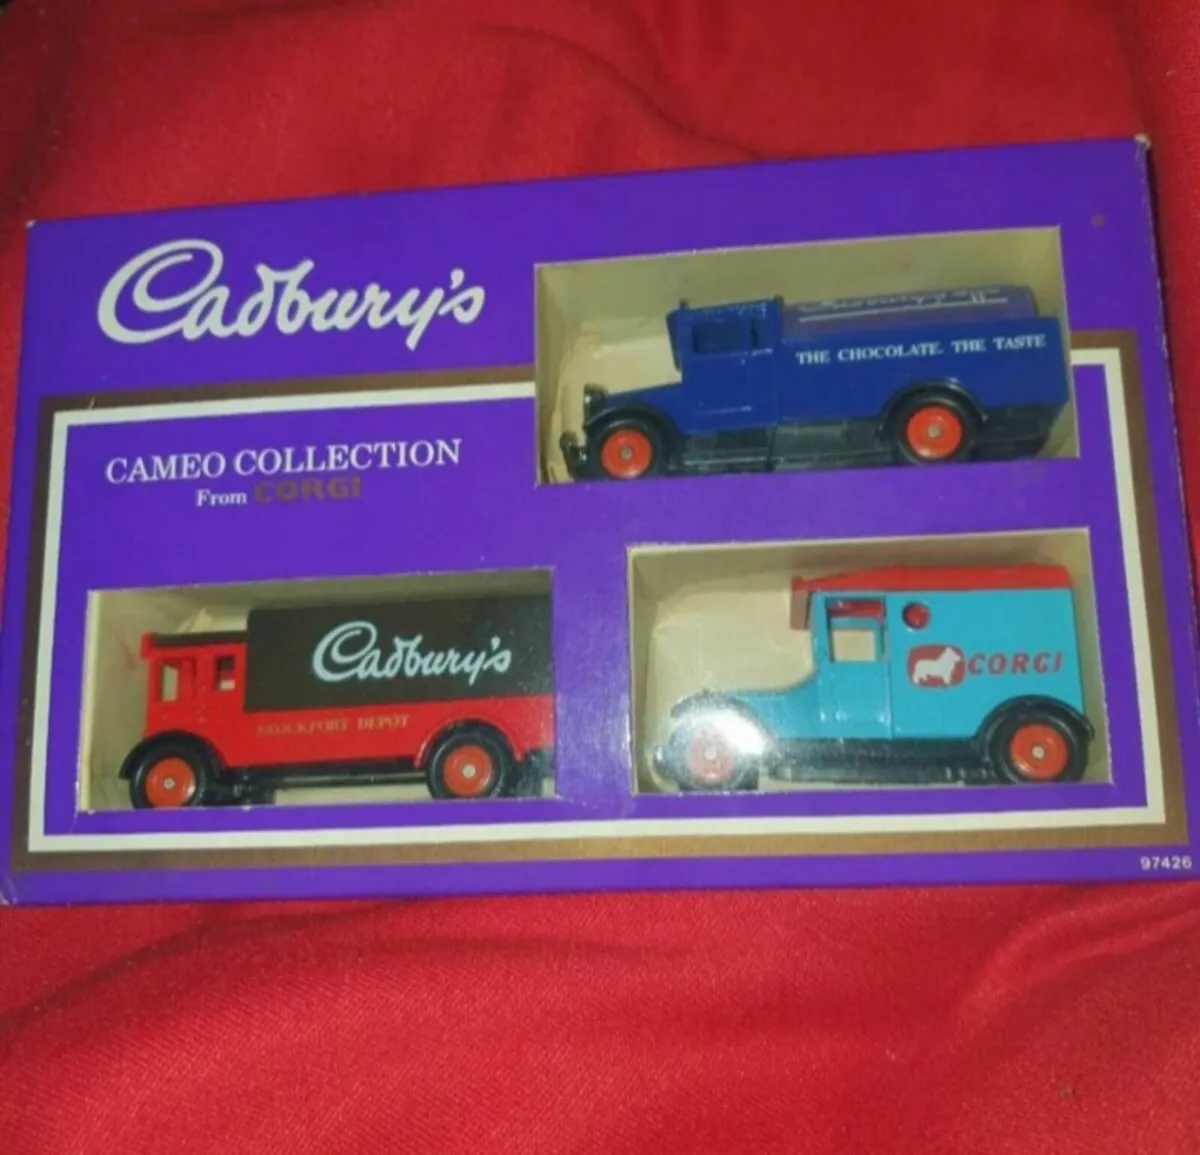 Cadbury's
CAMEO COLLECTION
From CORGI
THE CHOCOLATE. THE TASTE
Cadbury's
STOCKPORT DEPOT
CORGI
97426